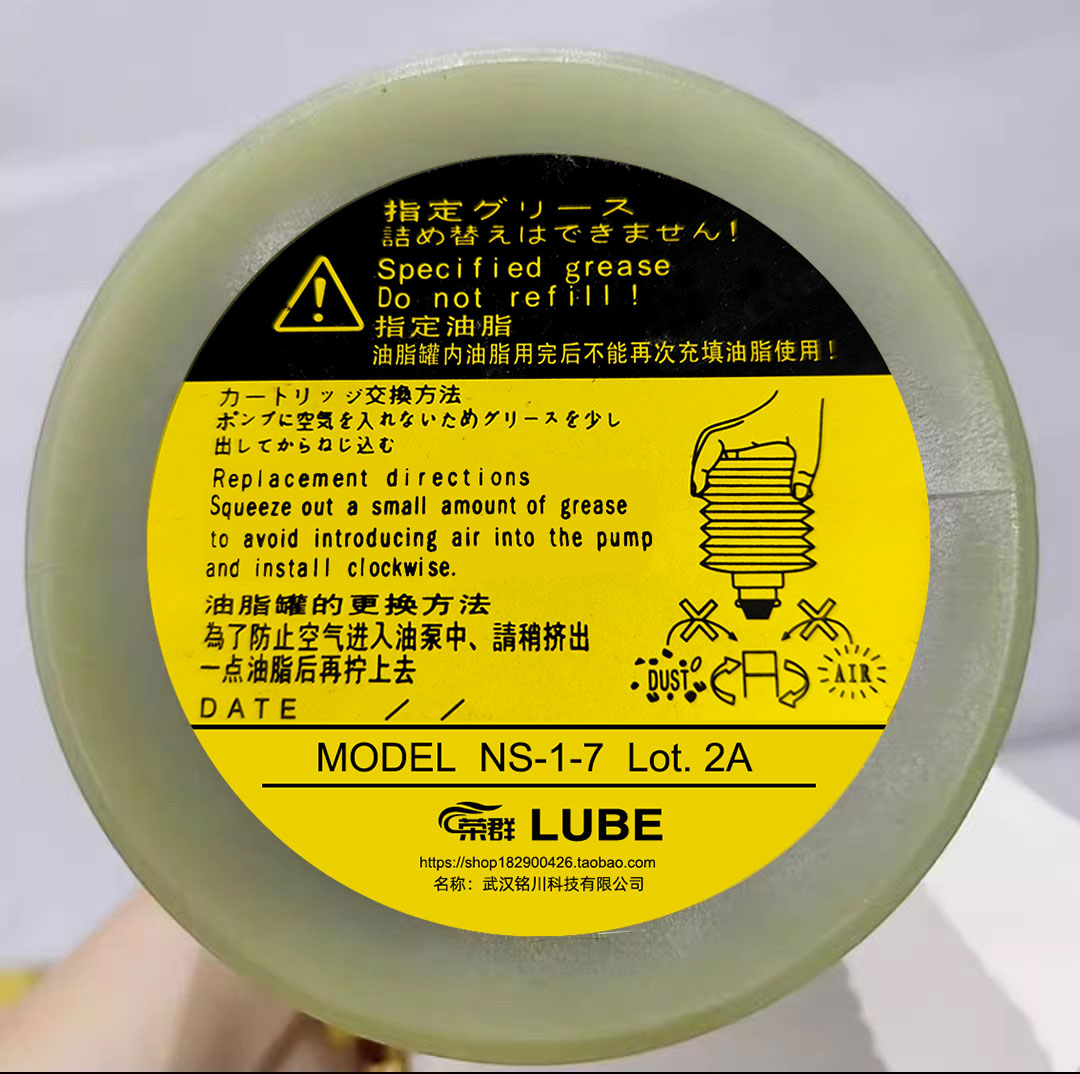 指定グリース
詰め替えはできません!
Specified grease
Do not refill!
指定油脂
油脂罐内油脂用完后不能再次充填油脂使用!
カートリッジ交換方法
ポンプに空気を入れないためグリースを少し
出してからねじ込む
Replacement directions
Squeeze out a small amount of grease
to avoid introducing air into the pump
and install clockwise.
油脂罐的更换方法
為了防止空气进入油泵中、請稍挤出
一点油脂后再拧上去
DUST
AIR
DATE / /
MODEL NS-1-7 Lot. 2A
荣群 LUBE
https://shop182900426.taobao.com
名称：武汉铭川科技有限公司